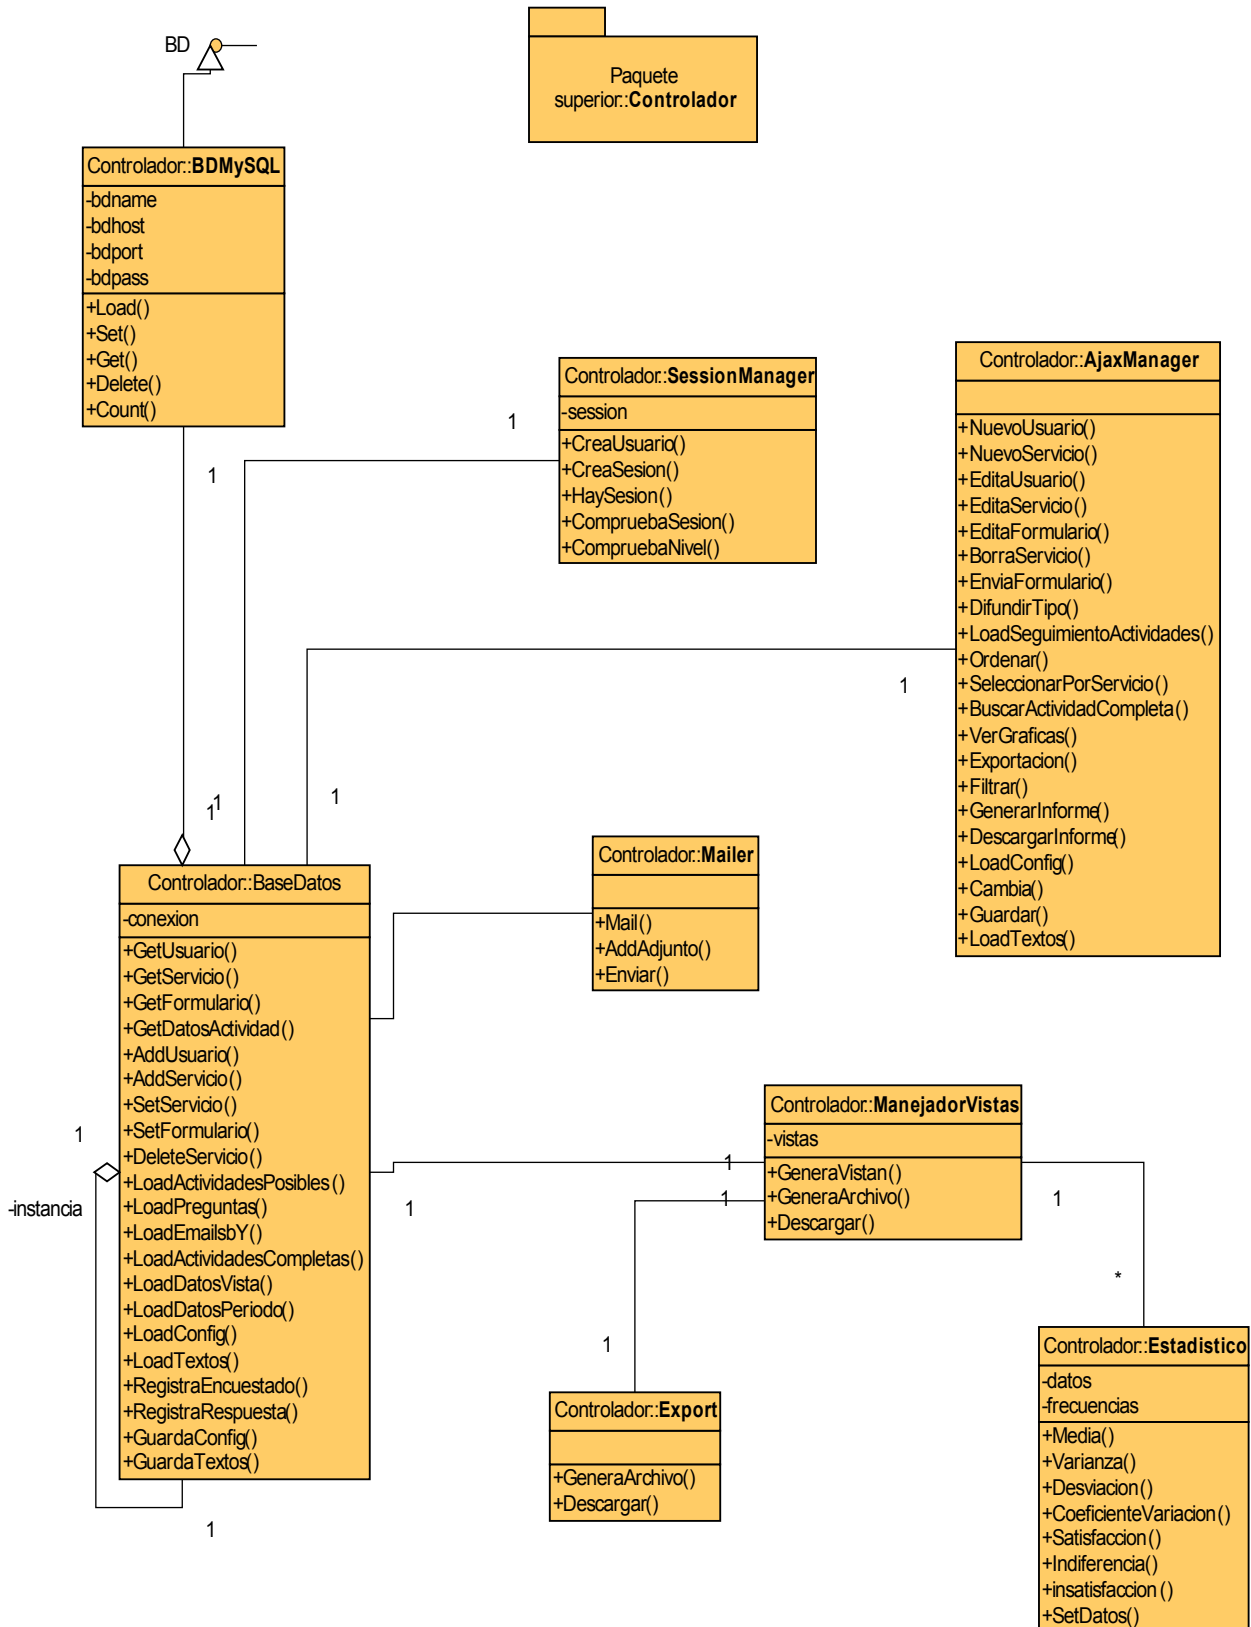 BD
Paquete
superior::Controlador
Controlador::BDMySQL
-bdname
-bdhost
-bdport
-bdpass
+Load()
+Set()
+Get()
+Delete()
+Count()
1
1
Controlador::SessionManager
-session
+CreaUsuario()
+CreaSesion()
+HaySesion()
+CompruebaSesion()
+CompruebaNivel()
1
1
Controlador::AjaxManager
+NuevoUsuario()
+NuevoServicio()
+EditaUsuario()
+EditaServicio()
+EditaFormulario()
+BorraServicio()
+EnviaFormulario()
+DifundirTipo()
+LoadSeguimientoActividades()
+Ordenar()
+SeleccionarPorServicio()
+BuscarActividadCompleta()
+VerGraficas()
+Exportacion()
+Filtrar()
+GenerarInforme()
+DescargarInforme()
+LoadConfig()
+Cambia()
+Guardar()
+LoadTextos()
1
1
Controlador::Mailer
+Mail()
+AddAdjunto()
+Enviar()
Controlador::BaseDatos
-conexion
+GetUsuario()
+GetServicio()
+GetFormulario()
+GetDatosActividad()
+AddUsuario()
+AddServicio()
+SetServicio()
+SetFormulario()
+DeleteServicio()
+LoadActividadesPosibles()
+LoadPreguntas()
+LoadEmailsbY()
+LoadActividadesCompletas()
+LoadDatosVista()
+LoadDatosPeriodo()
+LoadConfig()
+LoadTextos()
+RegistraEncuestado()
+RegistraRespuesta()
+GuardaConfig()
+GuardaTextos()
1
-instancia
1
Controlador::ManejadorVistas
-vistas
+GeneraVistan()
+GeneraArchivo()
+Descargar()
1
1
1
1
*
1
Controlador::Export
+GeneraArchivo()
+Descargar()
Controlador::Estadistico
-datos
-frecuencias
+Media()
+Varianza()
+Desviacion()
+CoeficienteVariacion()
+Satisfaccion()
+Indiferencia()
+insatisfaccion()
+SetDatos()